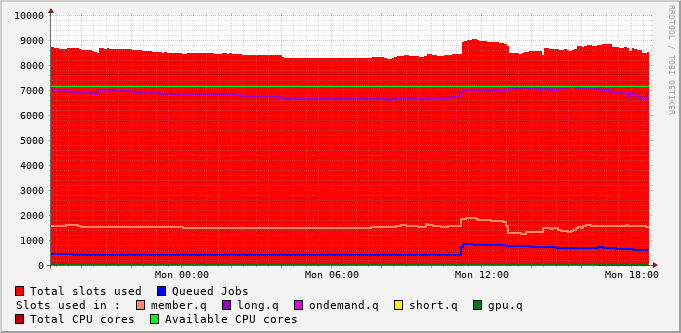 10000
9000
8000
7000
6000
5000
4000
3000
2000
1000
0
Mon 00:00 Mon 06:00 Mon 12:00 Mon 18:00
Total slots used Queued Jobs
Slots used in : member.q long.q ondemand.q short.q gpu.q
Total CPU cores Available CPU cores
RRDTOOL / TOBI OETIKER